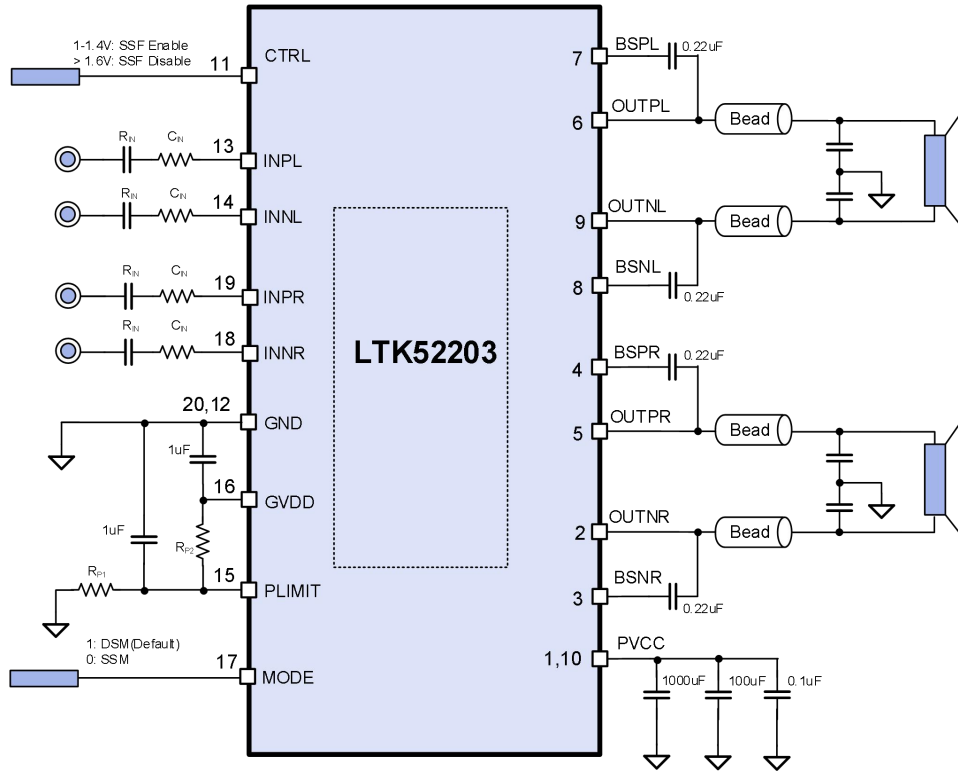 1-1.4V: SSF Enable
> 1.6V: SSF Disable
11
CTRL
RIN
CIN
13
INPL
RIN
CIN
14
INNL
RIN
CIN
19
INPR
RIN
CIN
18
INNR
20,12
GND
1uF
16
GVDD
1uF
RP2
RP1
15
PLIMIT
1: DSM(Default)
0: SSM
17
MODE
LTK52203
7
BSPL
0.22uF
6
OUTPL
Bead
9
OUTNL
Bead
8
BSNL
0.22uF
4
BSPR
0.22uF
5
OUTPR
Bead
2
OUTNR
Bead
3
BSNR
0.22uF
1,10
PVCC
1000uF
100uF
0.1uF